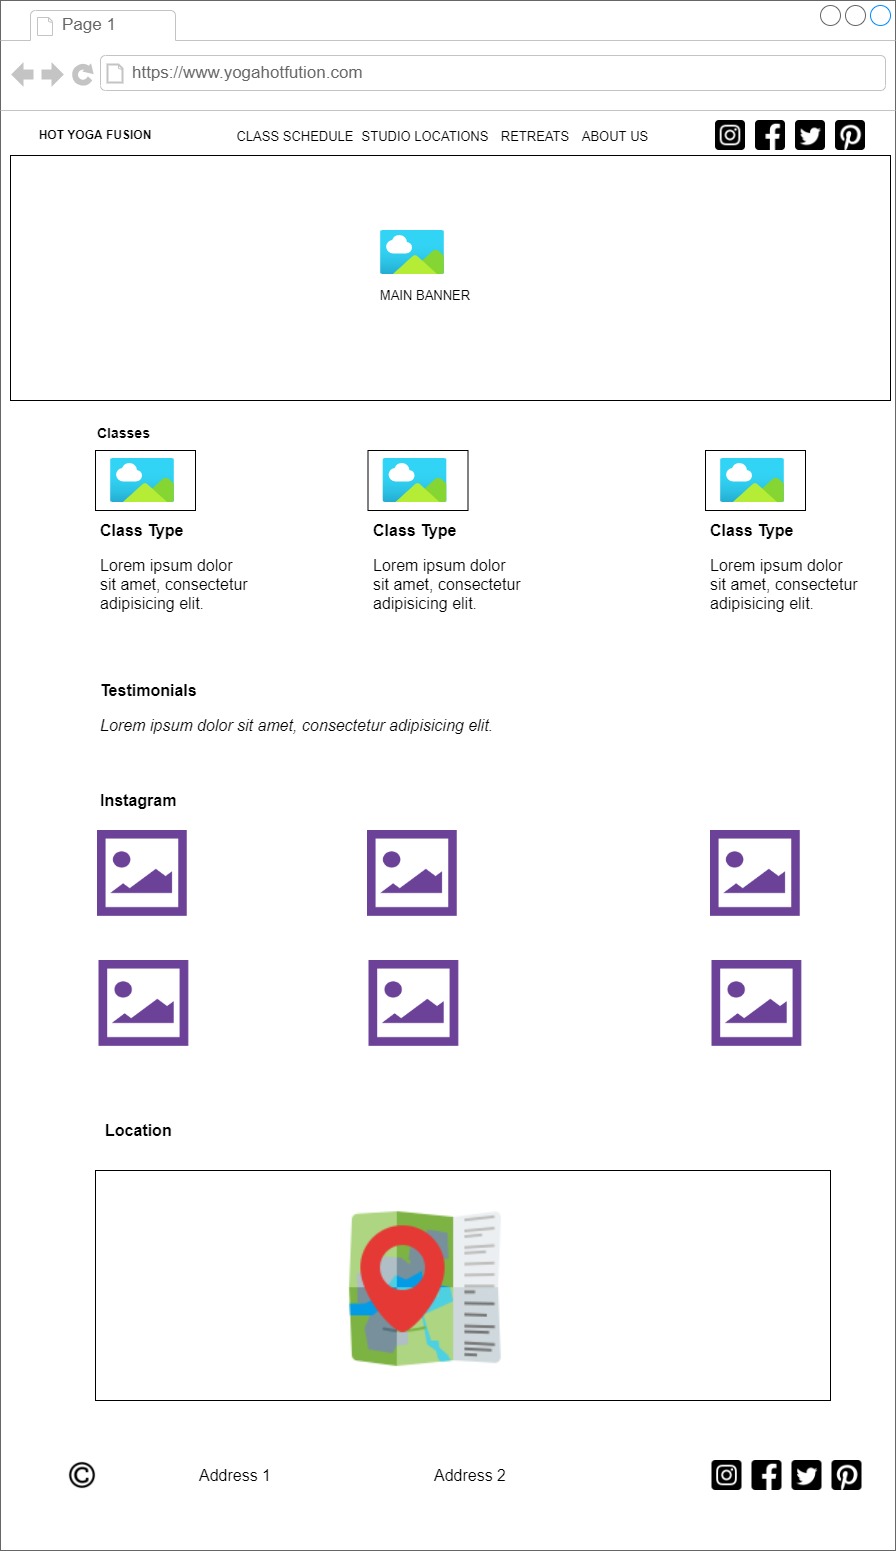 Page 1
https://www.yogahotfution.com
HOT YOGA FUSION
CLASS SCHEDULE STUDIO LOCATIONS RETREATS ABOUT US
MAIN BANNER
Classes
Class Type
Lorem ipsum dolor
sit amet, consectetur
adipisicing elit.
Class Type
Lorem ipsum dolor
sit amet, consectetur
adipisicing elit.
Class Type
Lorem ipsum dolor
sit amet, consectetur
adipisicing elit.
Testimonials
Lorem ipsum dolor sit amet, consectetur adipisicing elit.
Instagram
Location
© Address 1 Address 2